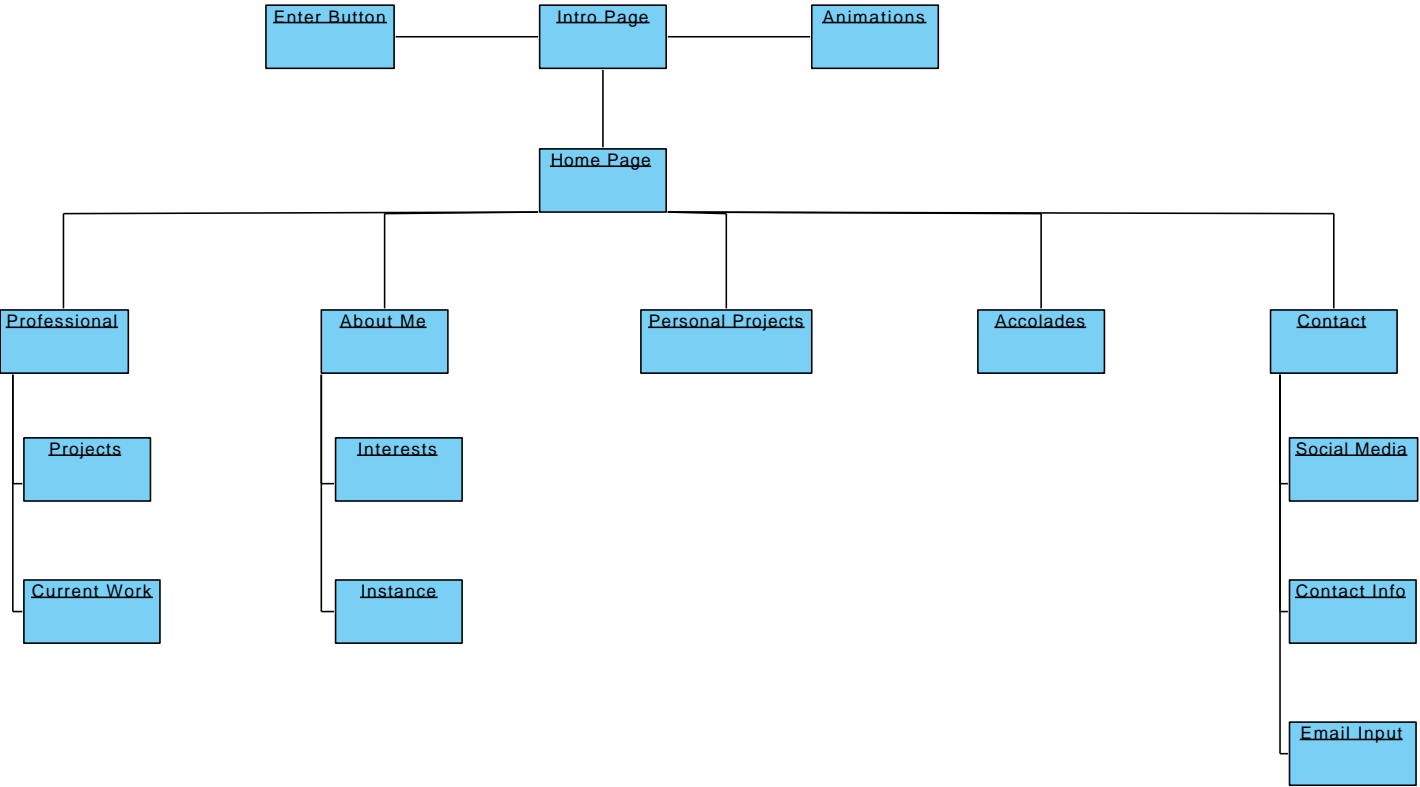 Enter Button
Intro Page
Animations
Home Page
Professional
About Me
Personal Projects
Accolades
Contact
Projects
Interests
Social Media
Current Work
Instance
Contact Info
Email Input